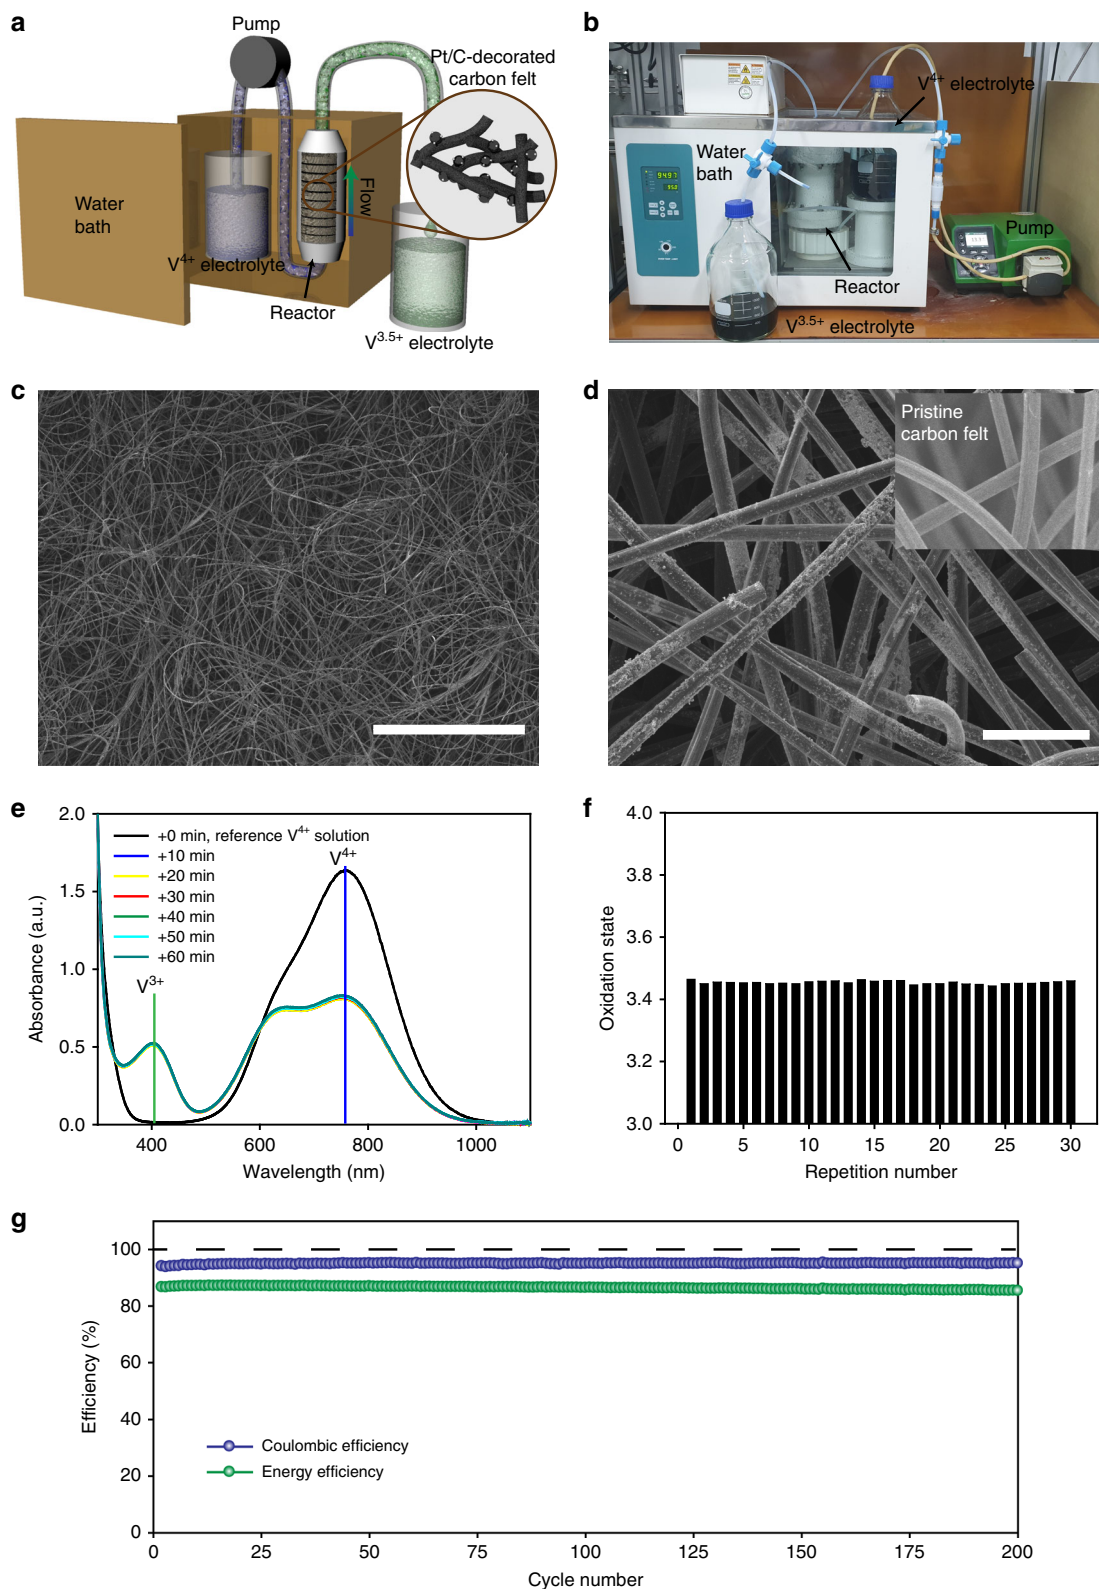 a
Pump
Pt/C-decorated
carbon felt
Water
bath
Flow
V4+ electrolyte
Reactor
V3.5+ electrolyte
b
V4+ electrolyte
Water
bath
94.97
95.0
Pump
Reactor
V3.5+ electrolyte
c
d
Pristine
carbon felt
e
2.0
1.5
1.0
0.5
0.0
Absorbance (a.u.)
+0 min, reference V4+ solution
+10 min
+20 min
+30 min
+40 min
+50 min
+60 min
V4+
V3+
400
600
800
1000
Wavelength (nm)
f
4.0
3.8
3.6
3.4
3.2
3.0
Oxidation state
0
5
10
15
20
25
30
Repetition number
g
100
80
60
40
20
0
Efficiency (%)
Coulombic efficiency
Energy efficiency
0
25
50
75
100
125
150
175
200
Cycle number